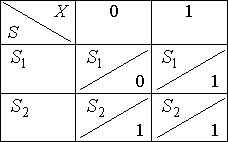 X 0 1
S
S₁ S₁ 0 S₁ 1
S₂ S₂ 1 S₂ 1